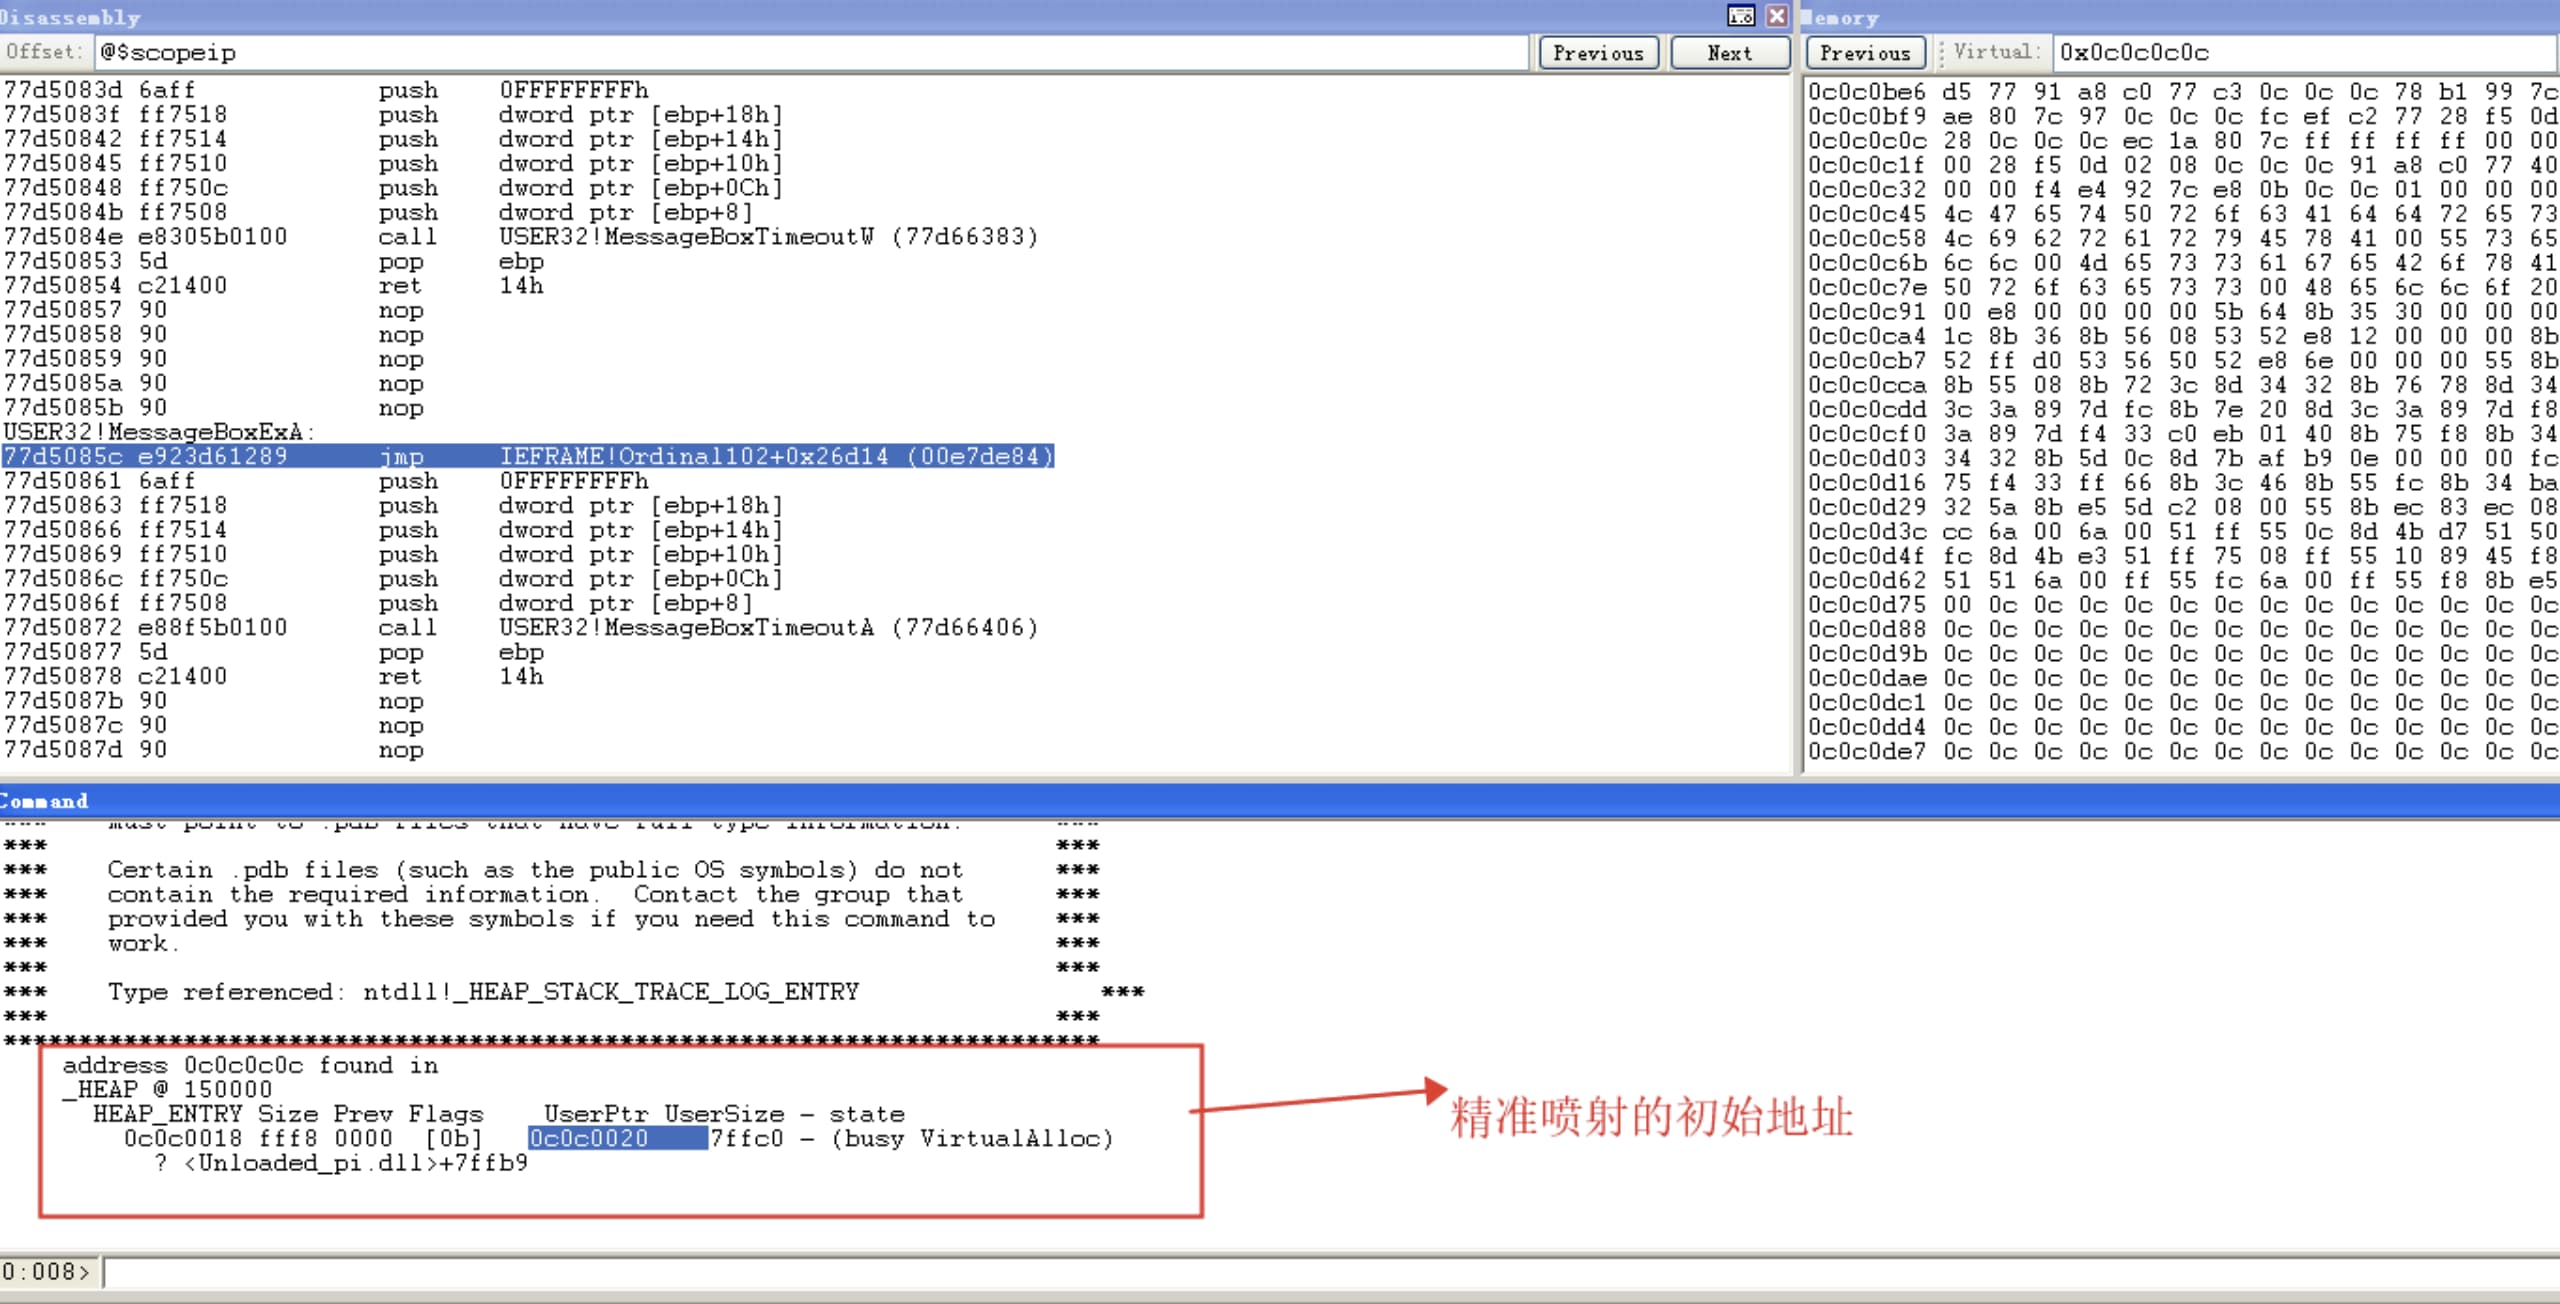 Disassembly
Offset: @$scopeip Previous Next
77d5083d 6aff push 0FFFFFFFFh
77d5083f ff7518 push dword ptr [ebp+18h]
77d50842 ff7514 push dword ptr [ebp+14h]
77d50845 ff7510 push dword ptr [ebp+10h]
77d50848 ff750c push dword ptr [ebp+0Ch]
77d5084b ff7508 push dword ptr [ebp+8]
77d5084e e8305b0100 call USER32!MessageBoxTimeoutW (77d66383)
77d50853 5d pop ebp
77d50854 c21400 ret 14h
77d50857 90 nop
77d50858 90 nop
77d50859 90 nop
77d5085a 90 nop
77d5085b 90 nop
USER32!MessageBoxExA:
77d5085c e923d61289 jmp IEFRAME!Ordinal102+0x26d14 (00e7de84)
77d50861 6aff push 0FFFFFFFFh
77d50863 ff7518 push dword ptr [ebp+18h]
77d50866 ff7514 push dword ptr [ebp+14h]
77d50869 ff7510 push dword ptr [ebp+10h]
77d5086c ff750c push dword ptr [ebp+0Ch]
77d5086f ff7508 push dword ptr [ebp+8]
77d50872 e88f5b0100 call USER32!MessageBoxTimeoutA (77d66406)
77d50877 5d pop ebp
77d50878 c21400 ret 14h
77d5087b 90 nop
77d5087c 90 nop
77d5087d 90 nop
Memory
Previous Virtual: 0x0c0c0c0c
0c0c0be6 d5 77 91 a8 c0 77 c3 0c 0c 0c 78 b1 99 7c
0c0c0bf9 ae 80 7c 97 0c 0c 0c fc ef c2 77 28 f5 0d
0c0c0c0c 28 0c 0c 0c ec 1a 80 7c ff ff ff ff 00 00
0c0c0c1f 00 28 f5 0d 02 08 0c 0c 0c 91 a8 c0 77 40
0c0c0c32 00 00 f4 e4 92 7c e8 0b 0c 0c 01 00 00 00
0c0c0c45 4c 47 65 74 50 72 6f 63 41 64 64 72 65 73
0c0c0c58 4c 69 62 72 61 72 79 45 78 41 00 55 73 65
0c0c0c6b 6c 6c 00 4d 65 73 73 61 67 65 42 6f 78 41
0c0c0c7e 50 72 6f 63 65 73 73 00 48 65 6c 6c 6f 20
0c0c0c91 00 e8 00 00 00 00 5b 64 8b 35 30 00 00 00
0c0c0ca4 1c 8b 36 8b 56 08 53 52 e8 12 00 00 00 8b
0c0c0cb7 52 ff d0 53 56 50 52 e8 6e 00 00 00 55 8b
0c0c0cca 8b 55 08 8b 72 3c 8d 34 32 8b 76 78 8d 34
0c0c0cdd 3c 3a 89 7d fc 8b 7e 20 8d 3c 3a 89 7d f8
0c0c0cf0 3a 89 7d f4 33 c0 eb 01 40 8b 75 f8 8b 34
0c0c0d03 34 32 8b 5d 0c 8d 7b af b9 0e 00 00 00 fc
0c0c0d16 75 f4 33 ff 66 8b 3c 46 8b 55 fc 8b 34 ba
0c0c0d29 32 5a 8b e5 5d c2 08 00 55 8b ec 83 ec 08
0c0c0d3c cc 6a 00 6a 00 51 ff 55 0c 8d 4b d7 51 50
0c0c0d4f fc 8d 4b e3 51 ff 75 08 ff 55 10 89 45 f8
0c0c0d62 51 51 6a 00 ff 55 fc 6a 00 ff 55 f8 8b e5
0c0c0d75 00 0c 0c 0c 0c 0c 0c 0c 0c 0c 0c 0c 0c 0c
0c0c0d88 0c 0c 0c 0c 0c 0c 0c 0c 0c 0c 0c 0c 0c 0c
0c0c0d9b 0c 0c 0c 0c 0c 0c 0c 0c 0c 0c 0c 0c 0c 0c
0c0c0dae 0c 0c 0c 0c 0c 0c 0c 0c 0c 0c 0c 0c 0c 0c
0c0c0dc1 0c 0c 0c 0c 0c 0c 0c 0c 0c 0c 0c 0c 0c 0c
0c0c0dd4 0c 0c 0c 0c 0c 0c 0c 0c 0c 0c 0c 0c 0c 0c
0c0c0de7 0c 0c 0c 0c 0c 0c 0c 0c 0c 0c 0c 0c 0c 0c
Command
*** must point to .pdb files that have full type information. ***
*** ***
*** Certain .pdb files (such as the public OS symbols) do not ***
*** contain the required information. Contact the group that ***
*** provided you with these symbols if you need this command to ***
*** work. ***
*** ***
*** Type referenced: ntdll!_HEAP_STACK_TRACE_LOG_ENTRY ***
*** ***
*************************************************************************
address 0c0c0c0c found in
_HEAP @ 150000
HEAP_ENTRY Size Prev Flags UserPtr UserSize - state
0c0c0018 fff8 0000 [0b] 0c0c0020 7ffc0 - (busy VirtualAlloc)
? <Unloaded_pi.dll>+7ffb9
精准喷射的初始地址
0:008>